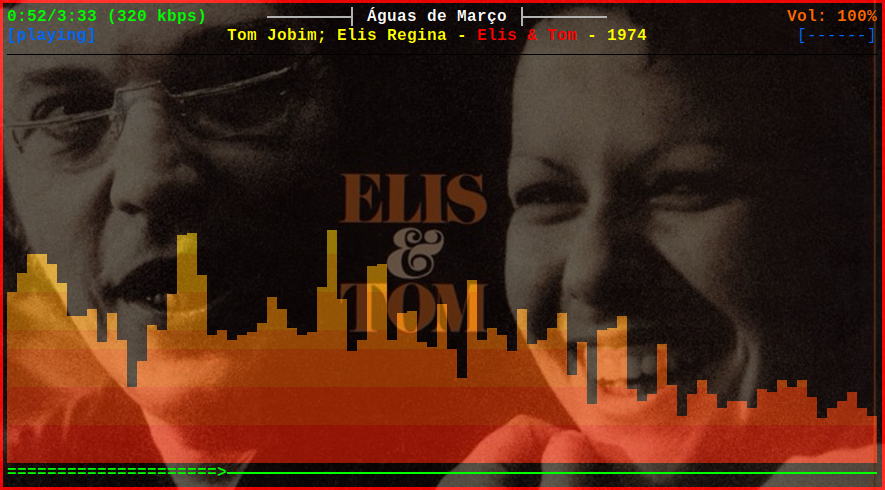 0:52/3:33 (320 kbps) ─┤ Águas de Março ├─ Vol: 100%
[playing] Tom Jobim; Elis Regina - Elis & Tom - 1974 [------]
ELIS
&
TOM
=====================>